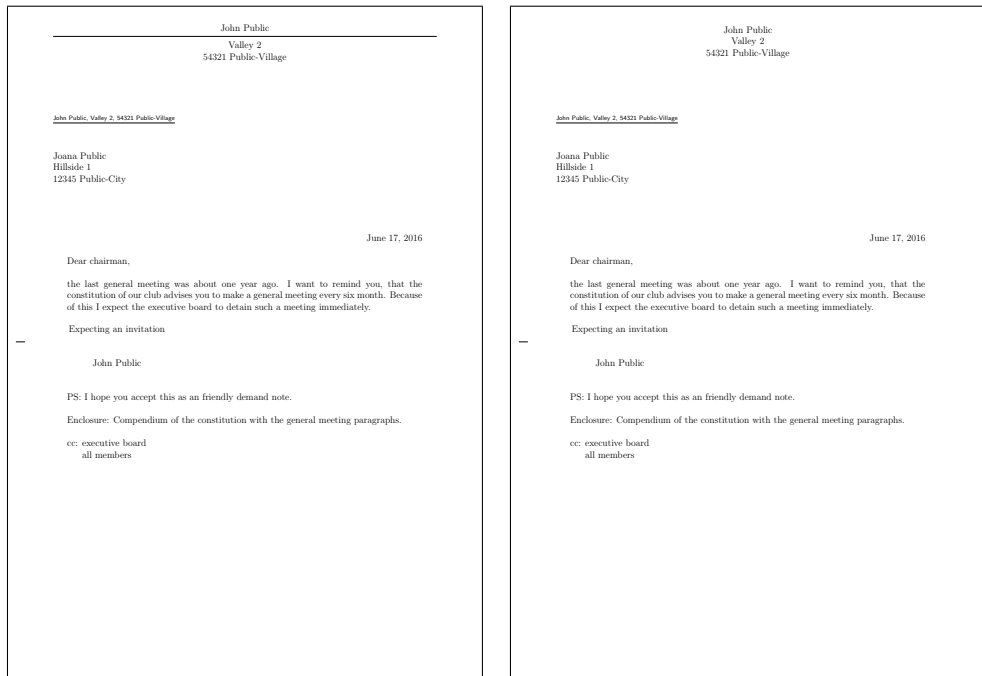 John Public
Valley 2
54321 Public-Village
John Public, Valley 2, 54321 Public-Village
Joana Public
Hillside 1
12345 Public-City
June 17, 2016
Dear chairman,
the last general meeting was about one year ago. I want to remind you, that the
constitution of our club advises you to make a general meeting every six month. Because
of this I expect the executive board to detain such a meeting immediately.
Expecting an invitation
John Public
PS: I hope you accept this as an friendly demand note.
Enclosure: Compendium of the constitution with the general meeting paragraphs.
cc: executive board
all members
John Public
Valley 2
54321 Public-Village
John Public, Valley 2, 54321 Public-Village
Joana Public
Hillside 1
12345 Public-City
June 17, 2016
Dear chairman,
the last general meeting was about one year ago. I want to remind you, that the
constitution of our club advises you to make a general meeting every six month. Because
of this I expect the executive board to detain such a meeting immediately.
Expecting an invitation
John Public
PS: I hope you accept this as an friendly demand note.
Enclosure: Compendium of the constitution with the general meeting paragraphs.
cc: executive board
all members